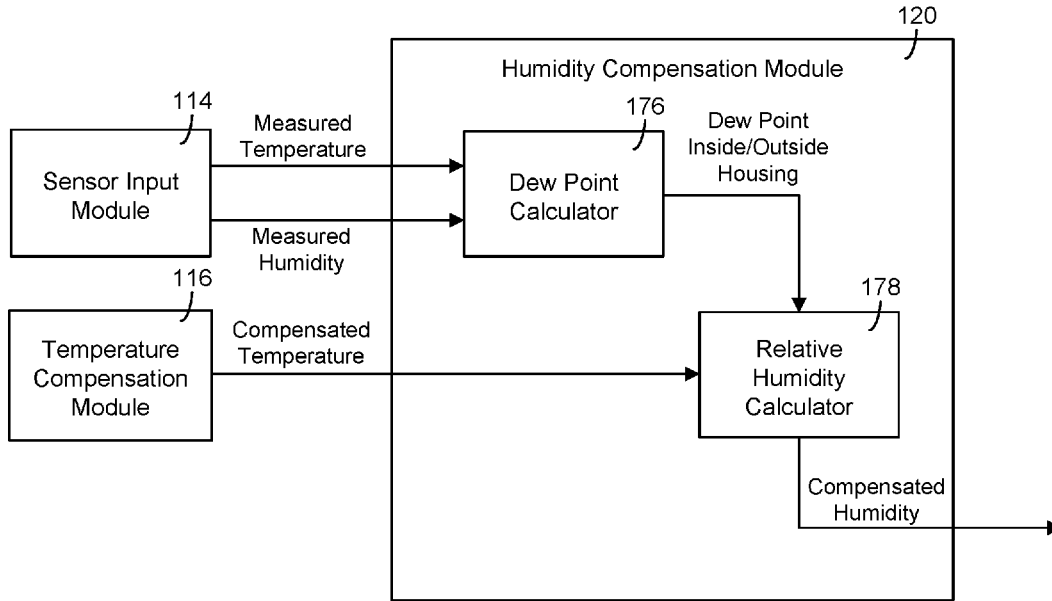 120
Humidity Compensation Module
114
Sensor Input
Module
Measured
Temperature
Measured
Humidity
176
Dew Point
Calculator
Dew Point
Inside/Outside
Housing
116
Temperature
Compensation
Module
Compensated
Temperature
178
Relative
Humidity
Calculator
Compensated
Humidity